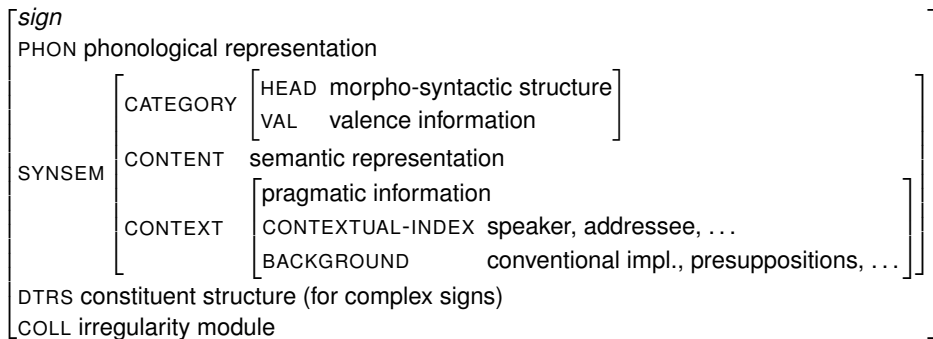 sign
PHON phonological representation
CATEGORY
HEAD morpho-syntactic structure
VAL valence information
SYNSEM
CONTENT semantic representation
CONTEXT
pragmatic information
CONTEXTUAL-INDEX speaker, addressee, ...
BACKGROUND conventional impl., presuppositions, ...
DTRS constituent structure (for complex signs)
COLL irregularity module